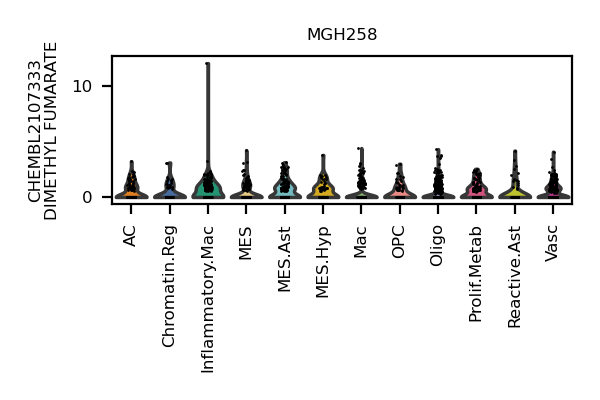 MGH258
CHEMBL2107333
DIMETHYL FUMARATE
10
0
AC
Chromatin.Reg
Inflammatory.Mac
MES
MES.Ast
MES.Hyp
Mac
OPC
Oligo
Prolif.Metab
Reactive.Ast
Vasc